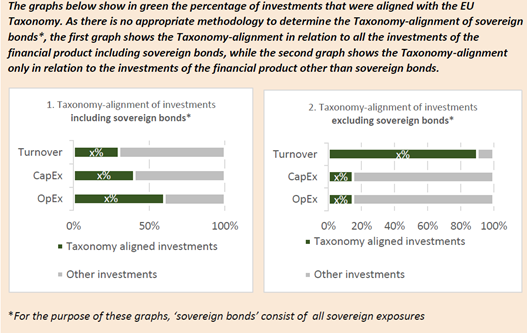 The graphs below show in green the percentage of investments that were aligned with the EU
Taxonomy. As there is no appropriate methodology to determine the Taxonomy-alignment of sovereign
bonds*, the first graph shows the Taxonomy-alignment in relation to all the investments of the
financial product including sovereign bonds, while the second graph shows the Taxonomy-alignment
only in relation to the investments of the financial product other than sovereign bonds.
1. Taxonomy-alignment of investments
including sovereign bonds*
Turnover
x%
CapEx
x%
OpEx
x%
0% 50% 100%
Taxonomy aligned investments
Other investments
2. Taxonomy-alignment of investments
excluding sovereign bonds*
Turnover
x%
CapEx
x%
OpEx
x%
0% 20% 40% 60% 80% 100%
Taxonomy aligned investments
Other investments
*For the purpose of these graphs, ‘sovereign bonds’ consist of all sovereign exposures